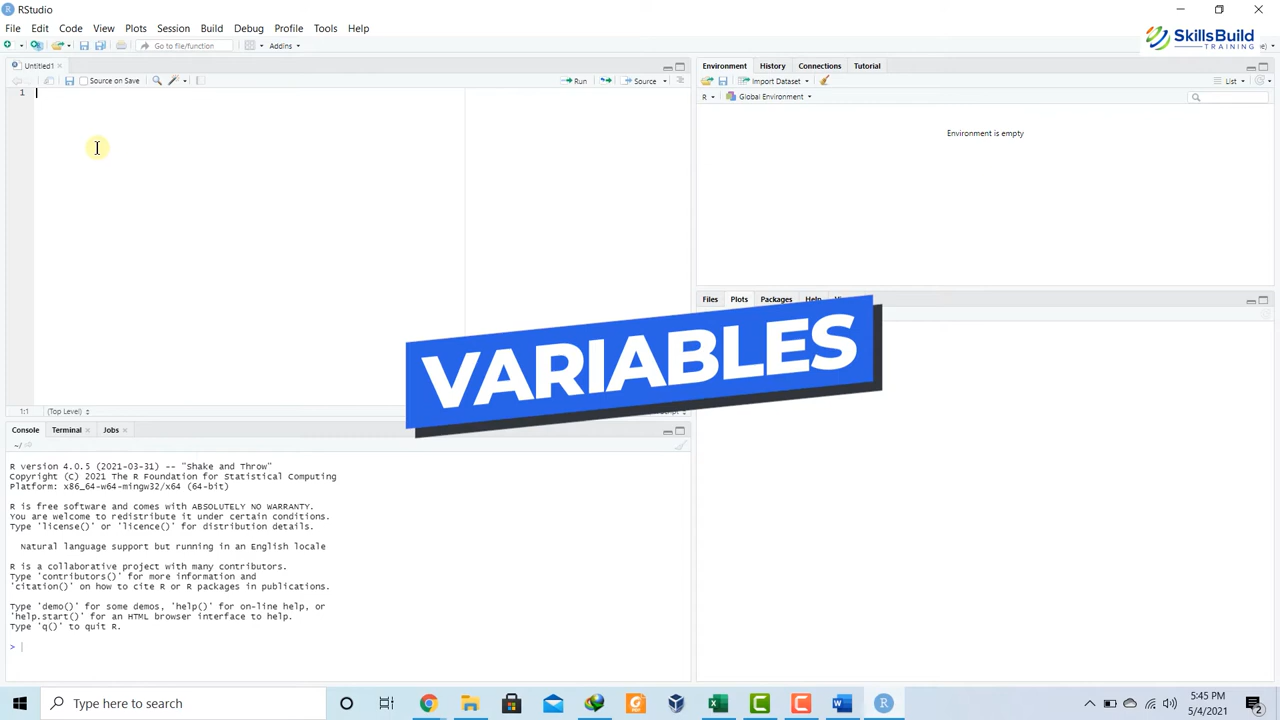 RStudio
File Edit Code View Plots Session Build Debug Profile Tools Help
Go to file/function Addins
SkillsBuild
TRAINING
Untitled1
Source on Save Run Source
1
1:1 (Top Level)
Console Terminal Jobs
~/
R version 4.0.5 (2021-03-31) -- "Shake and Throw"
Copyright (C) 2021 The R Foundation for Statistical Computing
Platform: x86_64-w64-mingw32/x64 (64-bit)
R is free software and comes with ABSOLUTELY NO WARRANTY.
You are welcome to redistribute it under certain conditions.
Type 'license()' or 'licence()' for distribution details.
Natural language support but running in an English locale
R is a collaborative project with many contributors.
Type 'contributors()' for more information and
'citation()' on how to cite R or R packages in publications.
Type 'demo()' for some demos, 'help()' for on-line help, or
'help.start()' for an HTML browser interface to help.
Type 'q()' to quit R.
>
Environment History Connections Tutorial
Import Dataset List
R Global Environment
Environment is empty
Files Plots Packages Help
VARIABLES
Type here to search
5:45 PM
5/4/2021
2